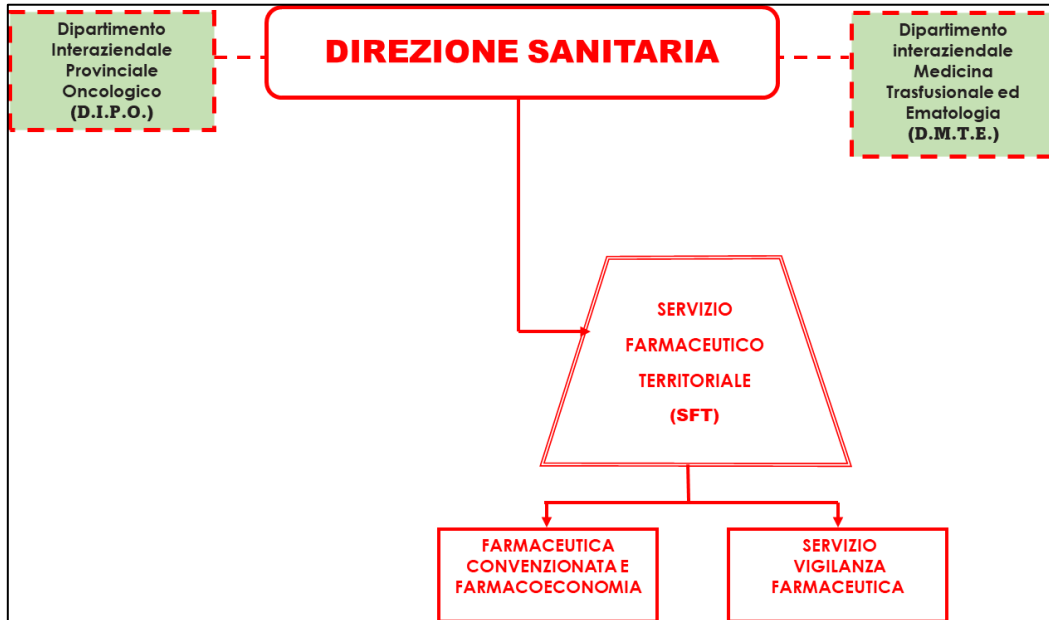 Dipartimento
Interaziendale
Provinciale
Oncologico
(D.I.P.O.)
DIREZIONE SANITARIA
Dipartimento
interaziendale
Medicina
Trasfusionale ed
Ematologia
(D.M.T.E.)
SERVIZIO
FARMACEUTICO
TERRITORIALE
(SFT)
FARMACEUTICA
CONVENZIONATA E
FARMACOECONOMIA
SERVIZIO
VIGILANZA
FARMACEUTICA